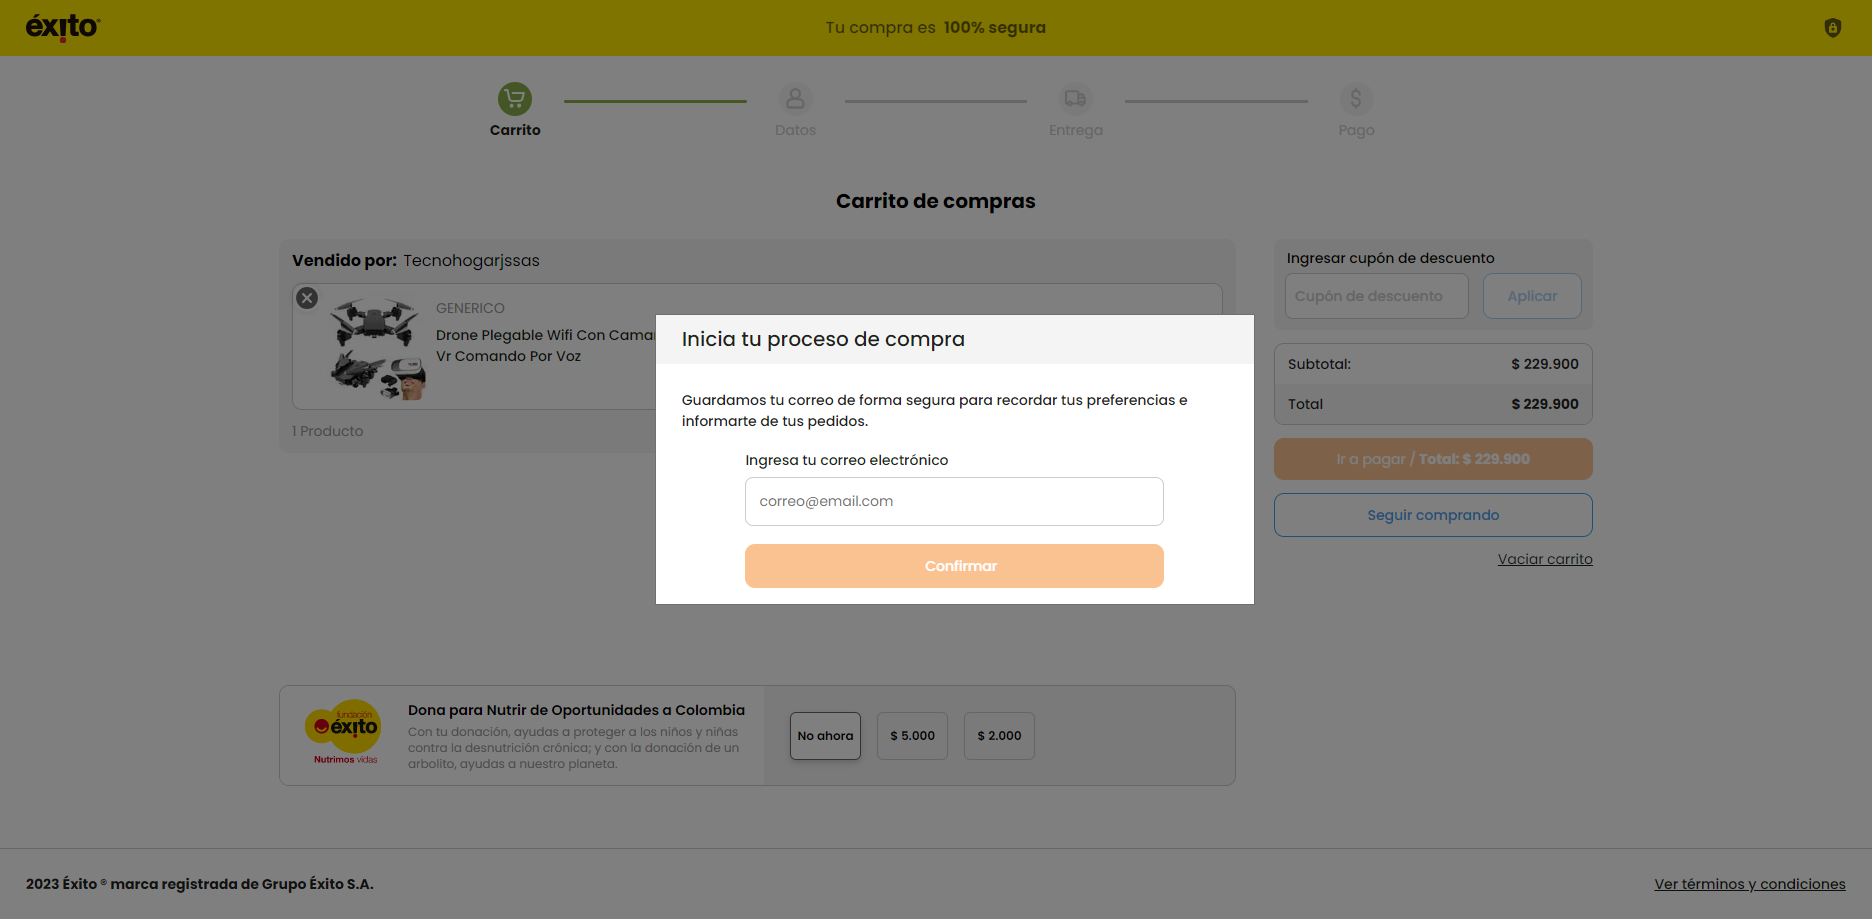 éxito
Tu compra es 100% segura
Carrito
Datos
Entrega
Pago
Carrito de compras
Vendido por: Tecnohogarjssas
GENERICO
Drone Plegable Wifi Con Camar
Vr Comando Por Voz
1 Producto
Inicia tu proceso de compra
Guardamos tu correo de forma segura para recordar tus preferencias e
informarte de tus pedidos.
Ingresa tu correo electrónico
correo@email.com
Confirmar
Ingresar cupón de descuento
Cupón de descuento
Aplicar
Subtotal: $ 229.900
Total $ 229.900
Ir a pagar / Total: $ 229.900
Seguir comprando
Vaciar carrito
fundación
éxito
Nutrimos vidas
Dona para Nutrir de Oportunidades a Colombia
Con tu donación, ayudas a proteger a los niños y niñas
contra la desnutrición crónica; y con la donación de un
arbolito, ayudas a nuestro planeta.
No ahora
$ 5.000
$ 2.000
2023 Éxito ® marca registrada de Grupo Éxito S.A.
Ver términos y condiciones